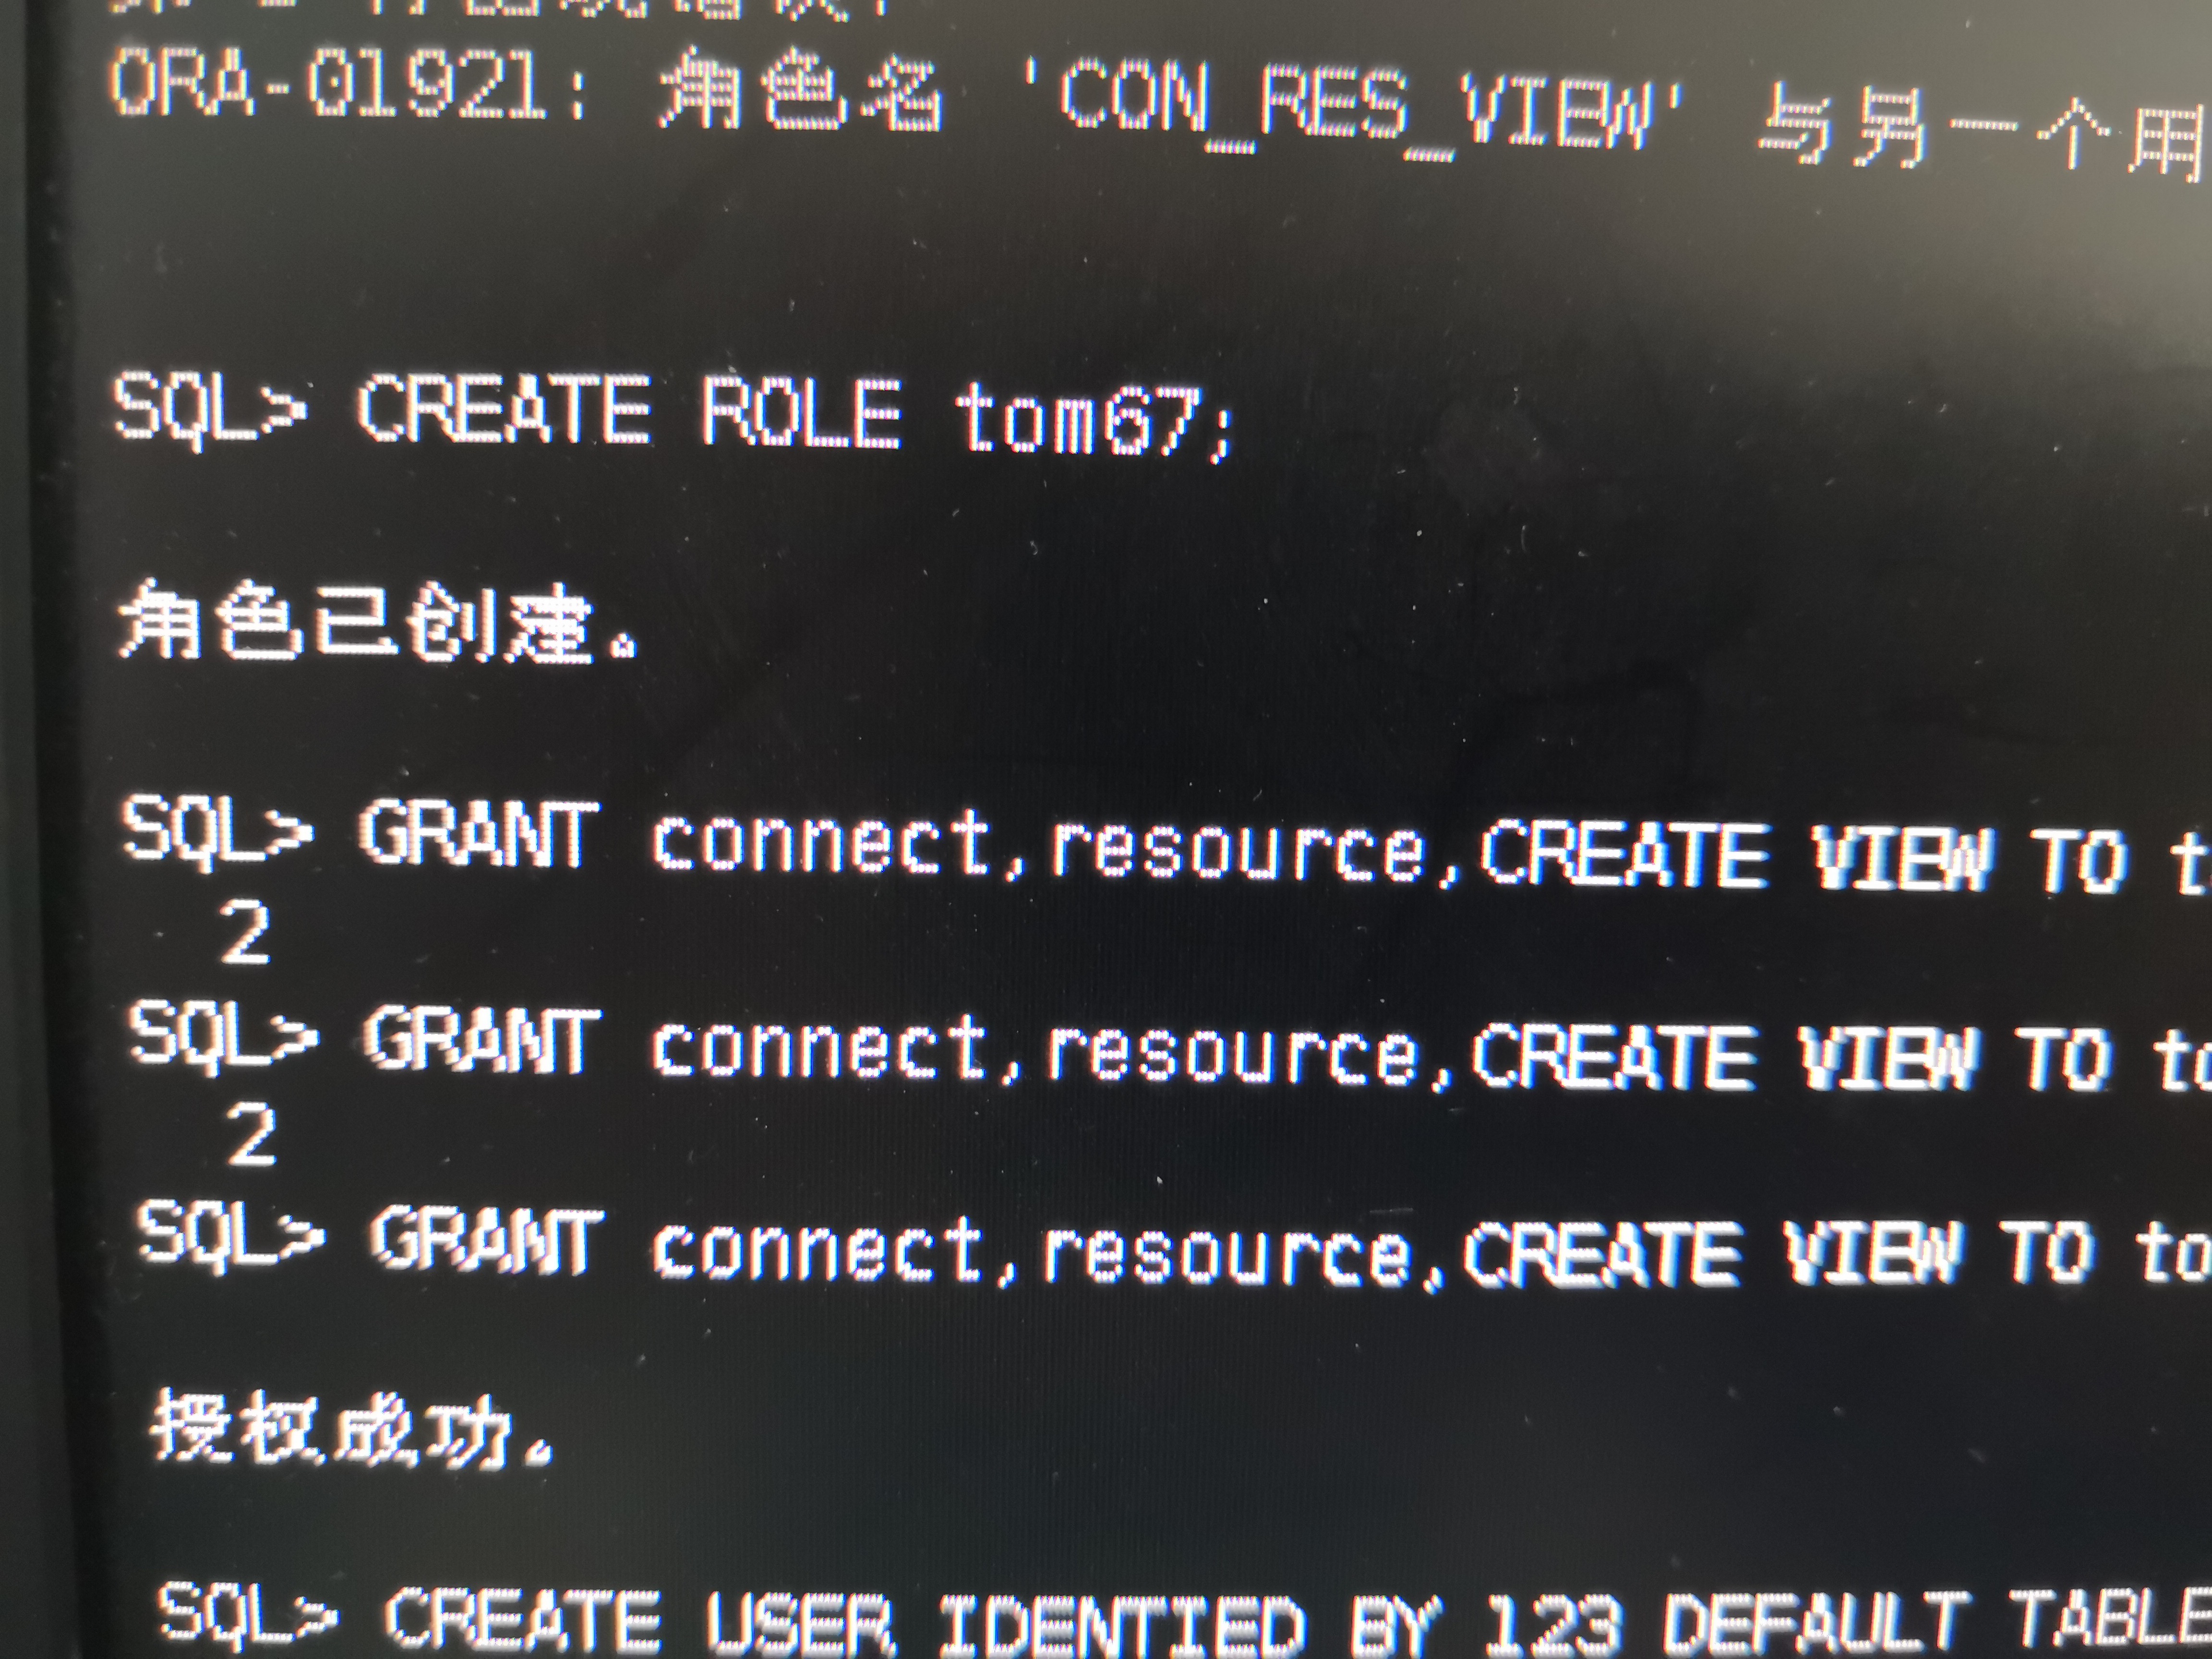 ORA-01921: 角色名 'CON_RES_VIEW' 与另一个用
SQL> CREATE ROLE tom67;
角色已创建。
SQL> GRANT connect,resource,CREATE VIEW TO t
2
SQL> GRANT connect,resource,CREATE VIEW TO to
2
SQL> GRANT connect,resource,CREATE VIEW TO to
授权成功。
SQL> CREATE USER IDENTIED BY 123 DEFAULT TABLE